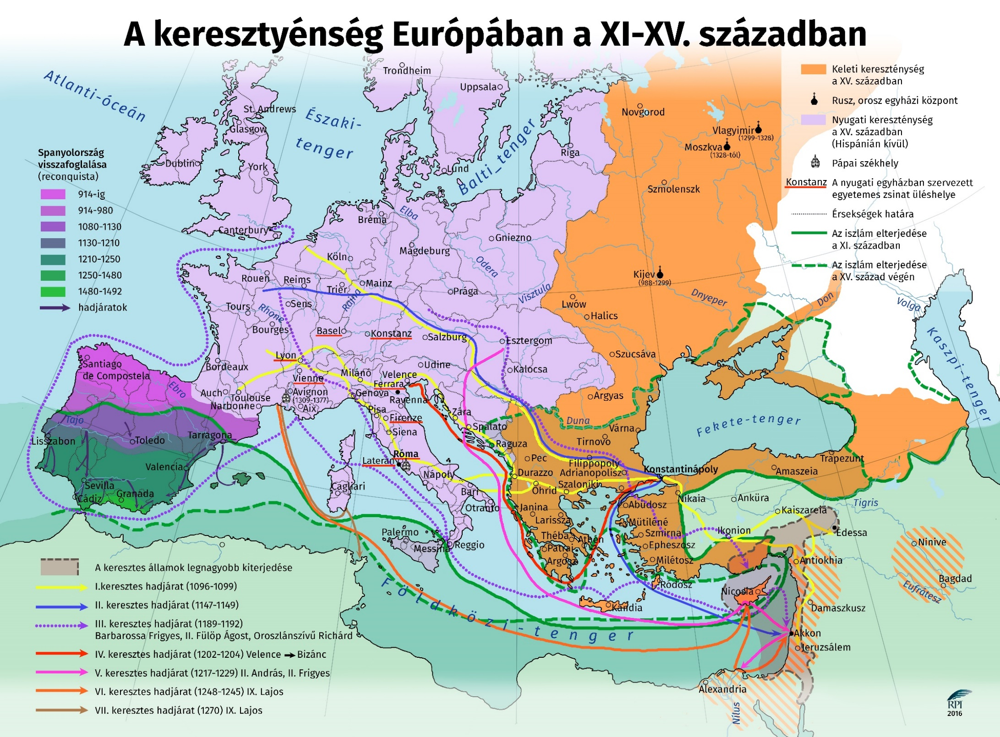 A keresztyénség Európában a XI-XV. században
Atlanti-óceán
Északi-
tenger
Balti_tenger
Trondheim
Uppsala
St. Andrews
Glasgow
Dublin
York
Lund
Riga
Novgorod
Vlagyimir
(1299-1328)
Moszkva
(1328-tól)
Szmolenszk
Keleti kereszténység
a XV. században
Rusz, orosz egyházi központ
Nyugati kereszténység
a XV. században
(Hispánián kívül)
Pápai székhely
Konstanz
A nyugati egyházban szervezett
egyetemes zsinat üléshelye
Érsekségek határa
Az iszlám elterjedése
a XI. században
Az iszlám elterjedése
a XV. század végén
Spanyolország
visszafoglalása
(reconquista)
914-ig
914-980
1080-1130
1130-1210
1210-1250
1250-1480
1480-1492
hadjáratok
Canterbury
Bréma
Elba
Gniezno
Magdeburg
Köln
Odera
Rouen
Reims
Trier
Mainz
Prága
Rajna
Visztula
Kijev
(988-1299)
Dnyeper
Don
Volga
Kaszpi-tenger
Lwów
Halics
Tours
Rhone
Sens
Bourges
Basel
Konstanz
Salzburg
Esztergom
Szucsáva
Lyon
Bordeaux
Udine
Kalocsa
Santiago
de Compostela
Vienne
Milánó
Velence
Ferrara
Ebro
Auch
Toulouse
Narbonne
Avignon
(1309-1377)
Aix
Genova
Ravenna
Argyas
Pisa
Firenze
Zára
Tajo
Siena
Spalato
Duna
Várna
Fekete-tenger
Lisszabon
Toledo
Tarragona
Raguza
Tirnovo
Róma
Lateran
Pec
Filippopoly
Trapezunt
Valencia
Nápoly
Durazzo
Adrianopolisz
Konstantinápoly
Amaszeia
Sevilla
Cagliari
Bari
Ohrid
Szaloniki
Cádiz
Granada
Otranto
Nikaia
Anküra
Tigris
Janina
Abüdosz
Kaiszareia
Larissza
Mütiléné
Palermo
Messina
Reggio
Théba
Athén
Szmirna
Ikonion
Edessa
Patrai
Epheszosz
Ninive
Argosz
Milétosz
Antiokhia
Földközi-tenger
Ródosz
Nicosia
Bagdad
Eufrátesz
Kandia
Damaszkusz
Akkon
Jeruzsálem
Alexandria
Nílus
A keresztes államok legnagyobb kiterjedése
I.keresztes hadjárat (1096-1099)
II. keresztes hadjárat (1147-1149)
III. keresztes hadjárat (1189-1192)
Barbarossa Frigyes, II. Fülöp Ágost, Oroszlánszívű Richárd
IV. keresztes hadjárat (1202-1204) Velence → Bizánc
V. keresztes hadjárat (1217-1229) II. András, II. Frigyes
VI. keresztes hadjárat (1248-1245) IX. Lajos
VII. keresztes hadjárat (1270) IX. Lajos
RPI
2016